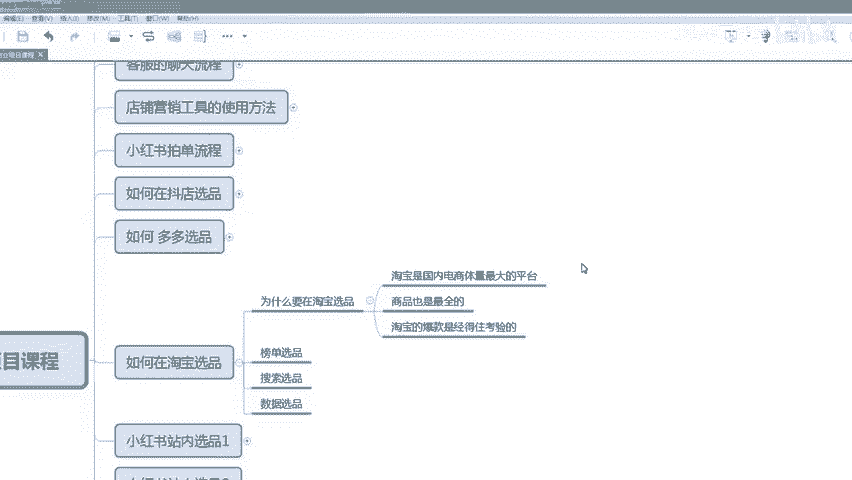 编辑(E) 查看(V) 插入(I) 修改(M) 工具(T) 窗口(W) 帮助(H)
项目课程
客服的聊天流程
店铺营销工具的使用方法
小红书拍单流程
如何在抖店选品
如何 多多选品
淘宝是国内电商体量最大的平台
为什么要在淘宝选品
商品也是最全的
淘宝的爆款是经得住考验的
榜单选品
如何在淘宝选品
搜索选品
数据选品
目课程
小红书站内选品1